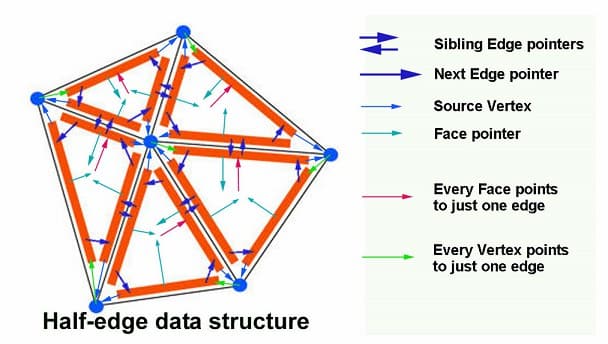 Sibling Edge pointers
Next Edge pointer
Source Vertex
Face pointer
Every Face points
to just one edge
Every Vertex points
to just one edge
Half-edge data structure